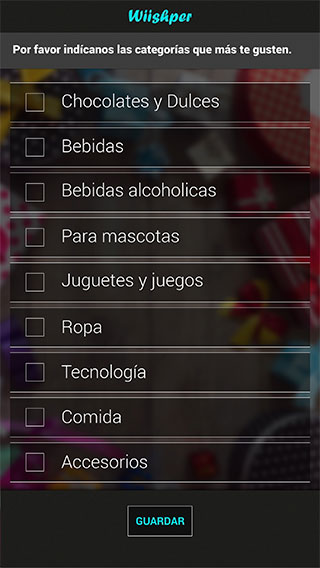 Wiishper
Por favor indícanos las categorías que más te gusten.
Chocolates y Dulces
Bebidas
Bebidas alcoholicas
Para mascotas
Juguetes y juegos
Ropa
Tecnología
Comida
Accesorios
GUARDAR